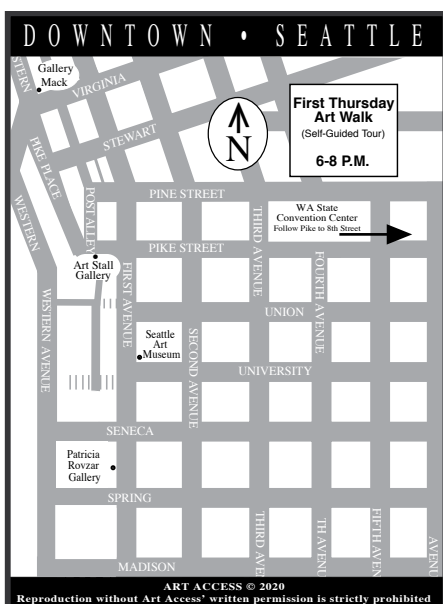 DOWNTOWN • SEATTLE
Gallery
Mack
VIRGINIA
STEWART
First Thursday
Art Walk
(Self-Guided Tour)
6-8 P.M.
N
PIKE PLACE
WESTERN
POST ALLEY
PINE STREET
WA State
Convention Center
Follow Pike to 8th Street
THIRD AVENUE
PIKE STREET
Art Stall
Gallery
FIRST AVENUE
FOURTH AVENUE
WESTERN AVENUE
UNION
Seattle
Art
Museum
SECOND AVENUE
UNIVERSITY
SENECA
Patricia
Rovzar
Gallery
SPRING
THIRD AVE
TH AVENUE
FIFTH AVEN
AVENU
MADISON
ART ACCESS © 2020
Reproduction without Art Access' written permission is strictly prohibited